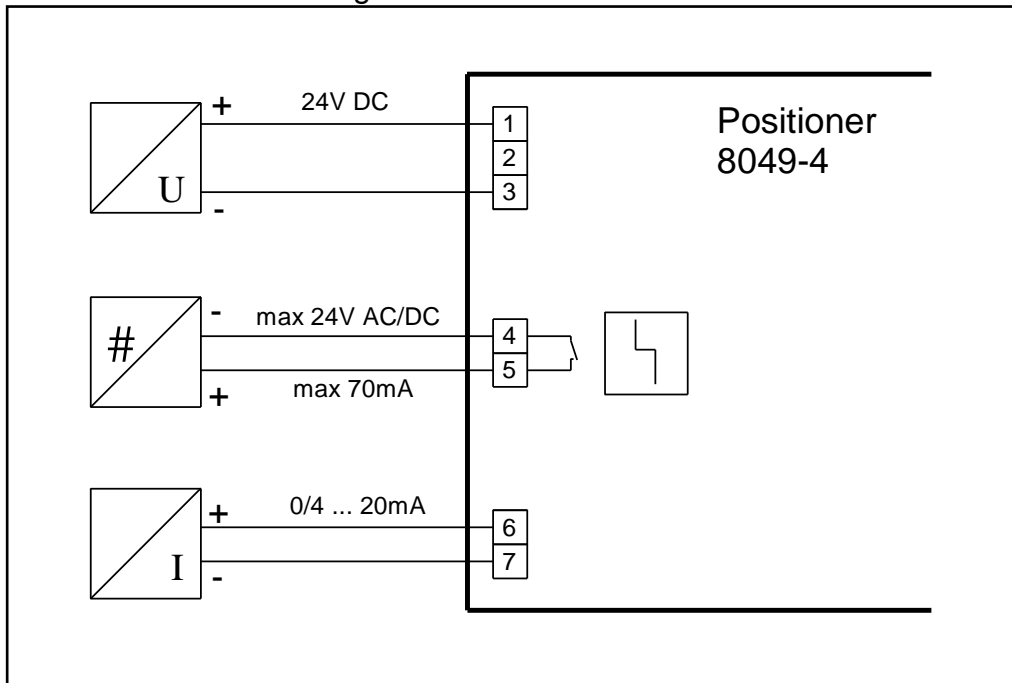 +
24V DC
1
Positioner
8049-4
2
U
3
-
-
max 24V AC/DC
4
#
5
+
max 70mA
+
0/4 ... 20mA
6
I
7
-